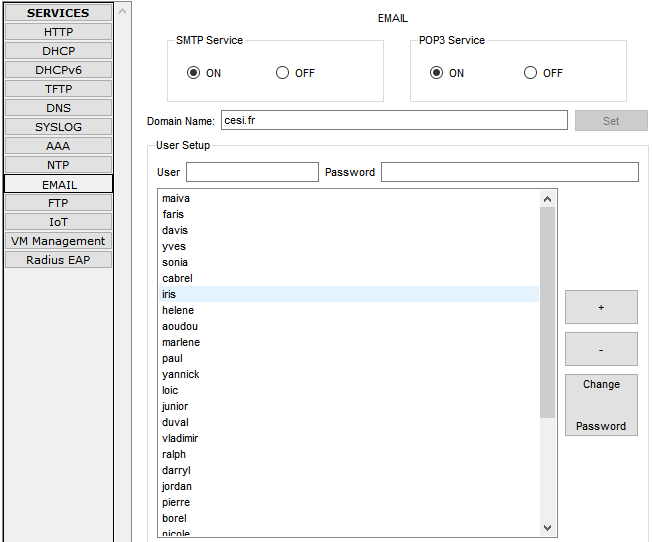 SERVICES
HTTP
DHCP
DHCPv6
TFTP
DNS
SYSLOG
AAA
NTP
EMAIL
FTP
IoT
VM Management
Radius EAP
EMAIL
SMTP Service
ON OFF
POP3 Service
ON OFF
Domain Name: cesi.fr Set
User Setup
User Password
maiva
faris
davis
yves
sonia
cabrel
iris
helene
aoudou
marlene
paul
yannick
loic
junior
duval
vladimir
ralph
darryl
jordan
pierre
borel
nicole
+
-
Change
Password